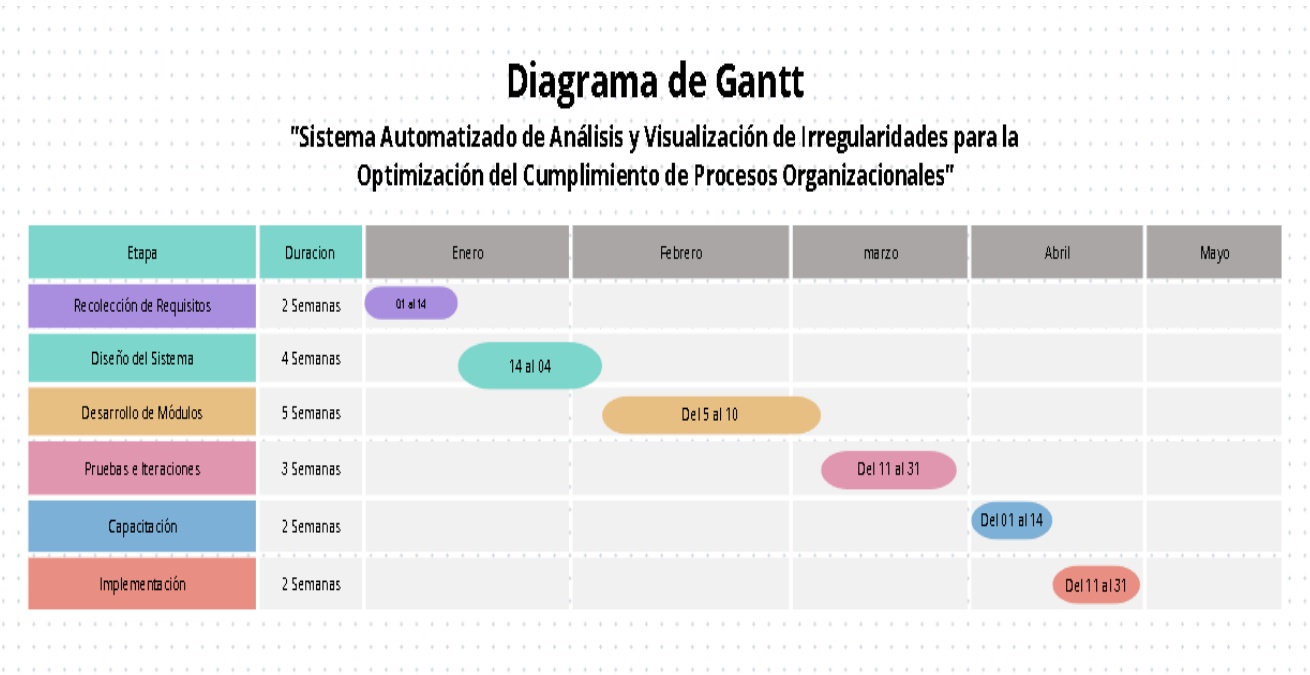 Diagrama de Gantt
"Sistema Automatizado de Análisis y Visualización de Irregularidades para la
Optimización del Cumplimiento de Procesos Organizacionales"
Etapa Duracion Enero Febrero marzo Abril Mayo
Recolección de Requisitos 2 Semanas 01 al 14
Diseño del Sistema 4 Semanas 14 al 04
Desarrollo de Módulos 5 Semanas Del 5 al 10
Pruebas e Iteraciones 3 Semanas Del 11 al 31
Capacitación 2 Semanas Del 01 al 14
Implementación 2 Semanas Del 11 al 31